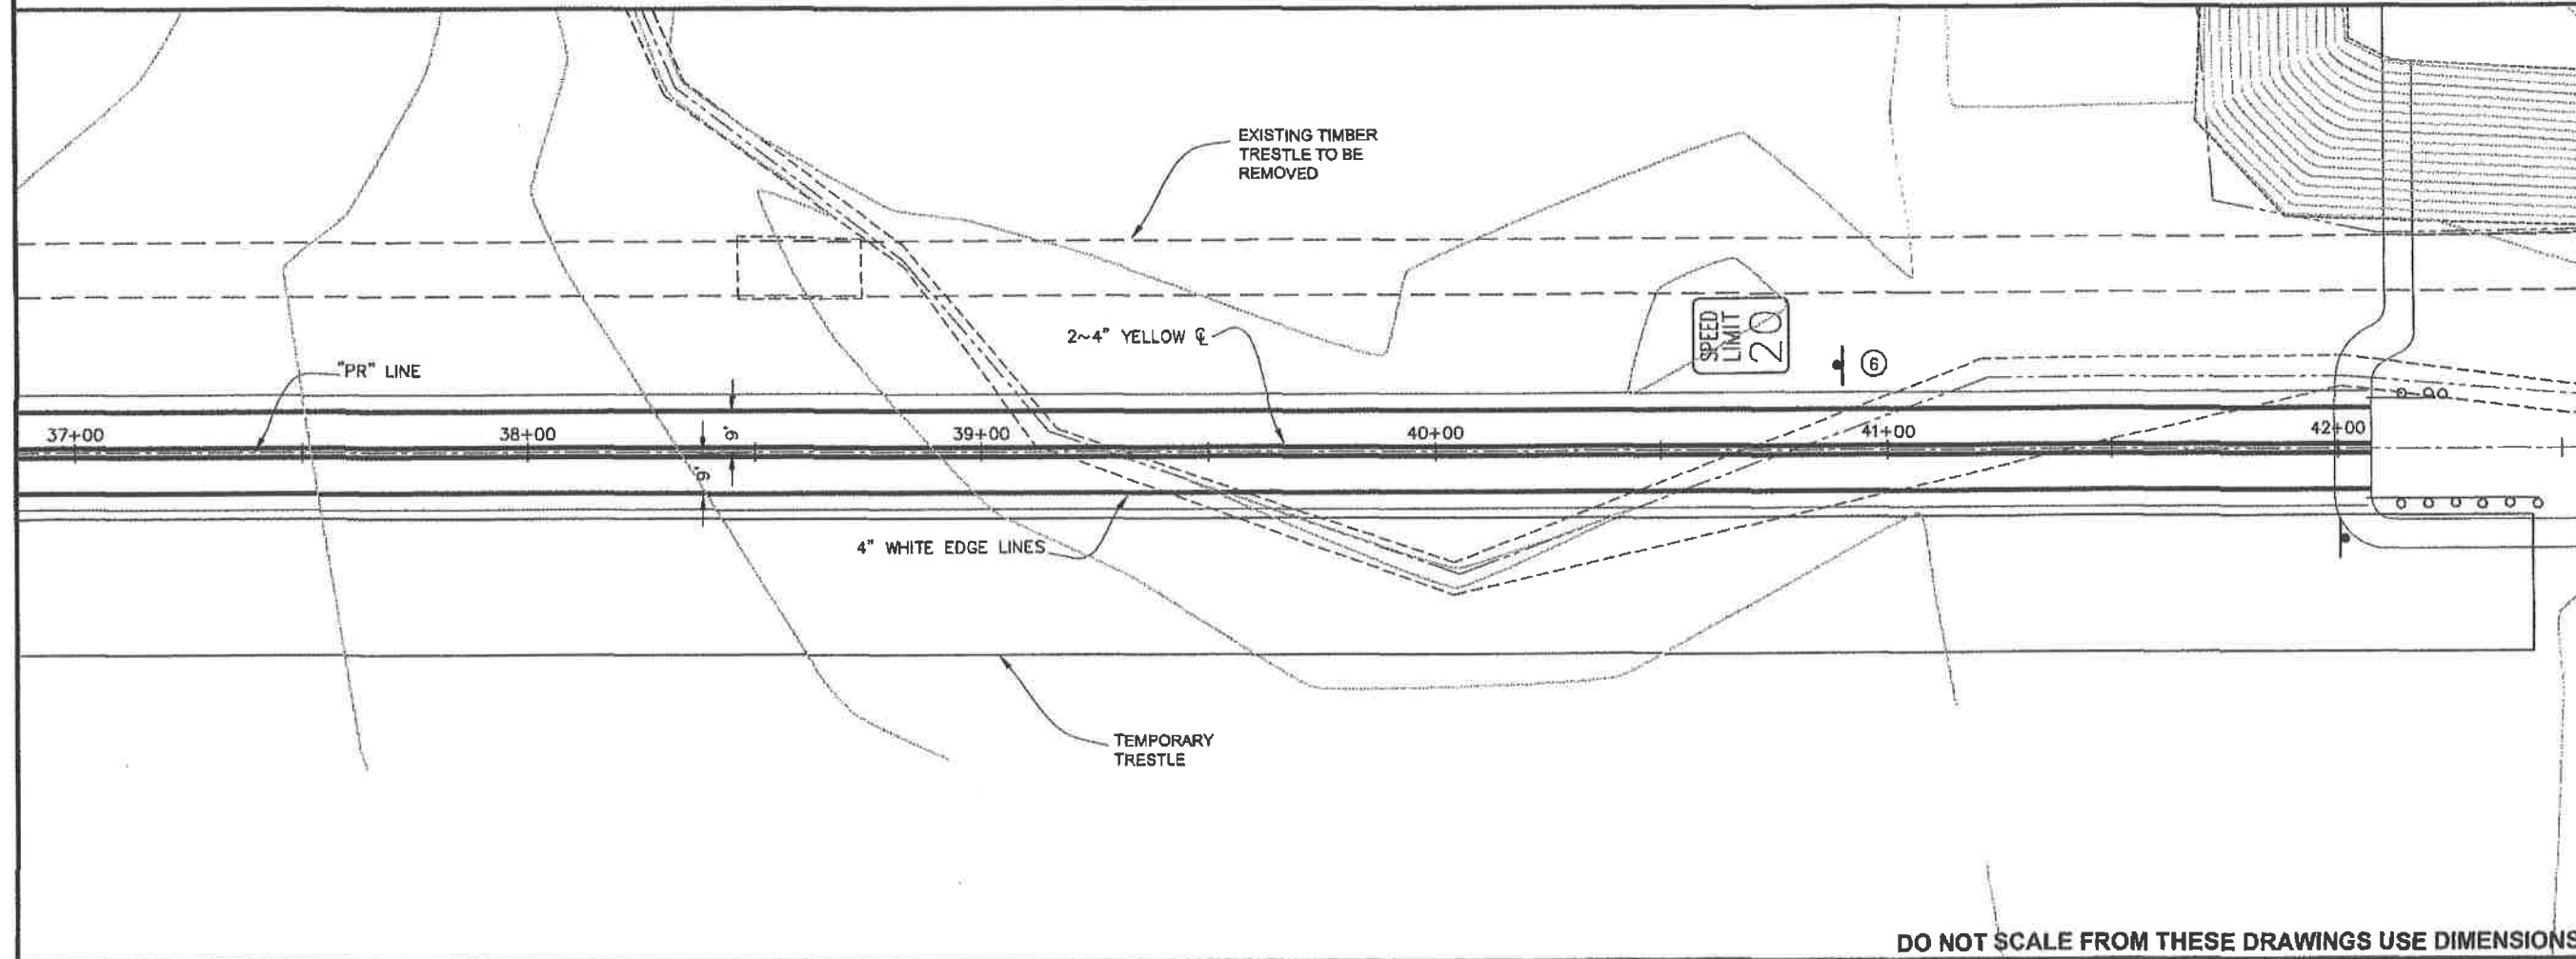 EXISTING TIMBER
TRESTLE TO BE
REMOVED
SPEED
LIMIT
20
2~4" YELLOW ℄
6
"PR" LINE
37+00
38+00
39+00
40+00
41+00
42+00
9'
9'
4" WHITE EDGE LINES
TEMPORARY
TRESTLE
DO NOT SCALE FROM THESE DRAWINGS USE DIMENSIONS